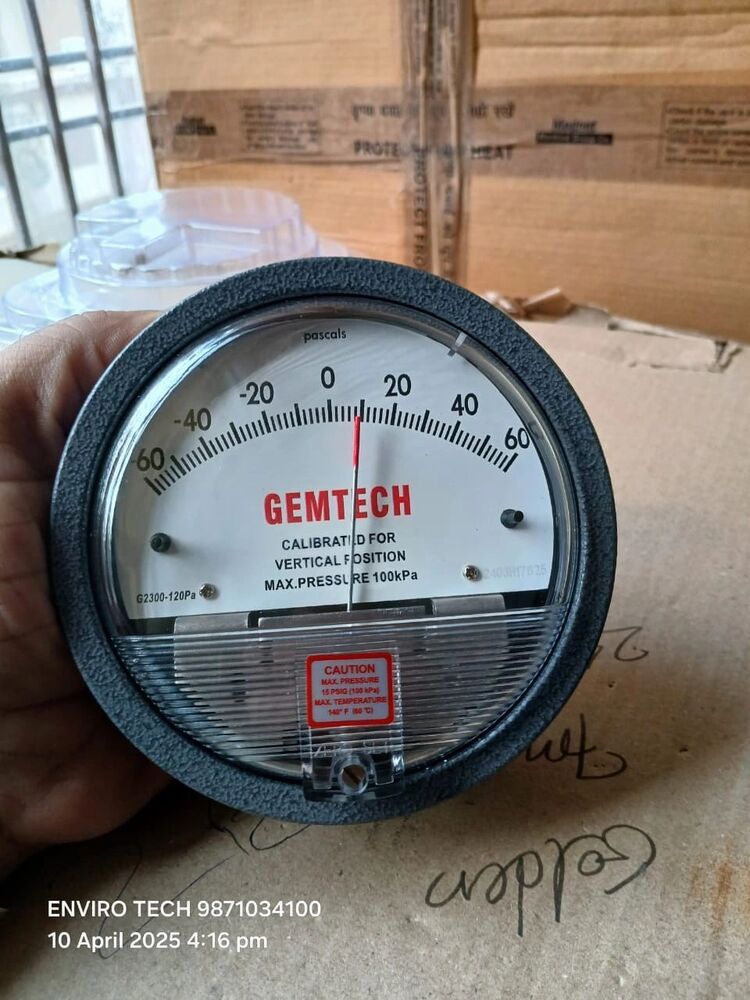 PROTECT FROM HEAT
PROTECT FRO
pascals
60 -40 -20 0 20 40 60
GEMTECH
CALIBRATED FOR
VERTICAL POSITION
MAX.PRESSURE 100kPa
G2300-120Pa
CAUTION
MAX. PRESSURE
15 PSIG (100 kPa)
MAX. TEMPERATURE
140° F (60 °C)
Golden
ENVIRO TECH 9871034100
10 April 2025 4:16 pm